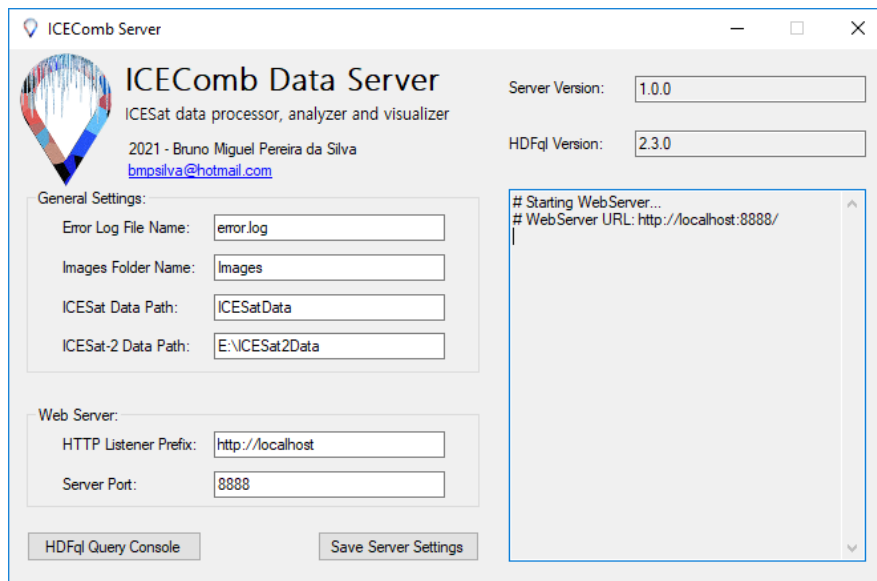 ICEComb Server
ICEComb Data Server
ICESat data processor, analyzer and visualizer
2021 - Bruno Miguel Pereira da Silva
bmpsilva@hotmail.com
Server Version: 1.0.0
HDFql Version: 2.3.0
General Settings:
Error Log File Name: error.log
Images Folder Name: Images
ICESat Data Path: ICESatData
ICESat-2 Data Path: E:\ICESat2Data
Web Server:
HTTP Listener Prefix: http://localhost
Server Port: 8888
HDFql Query Console
Save Server Settings
# Starting WebServer...
# WebServer URL: http://localhost:8888/